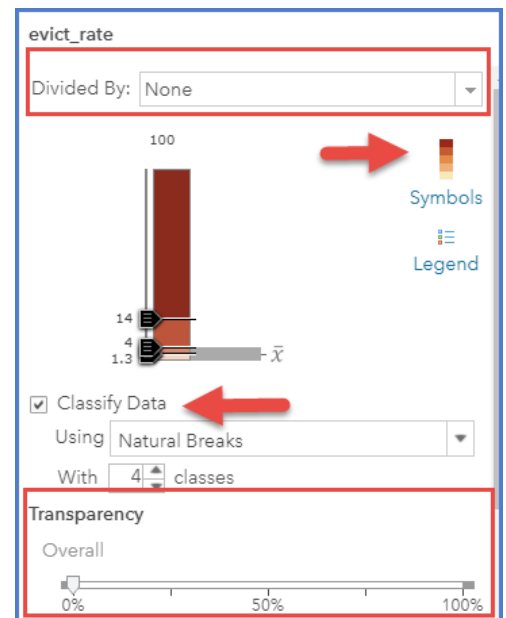 evict_rate
Divided By: None
100
Symbols
Legend
14
4
1.3
x̄
Classify Data
Using Natural Breaks
With 4 classes
Transparency
Overall
0% 50% 100%